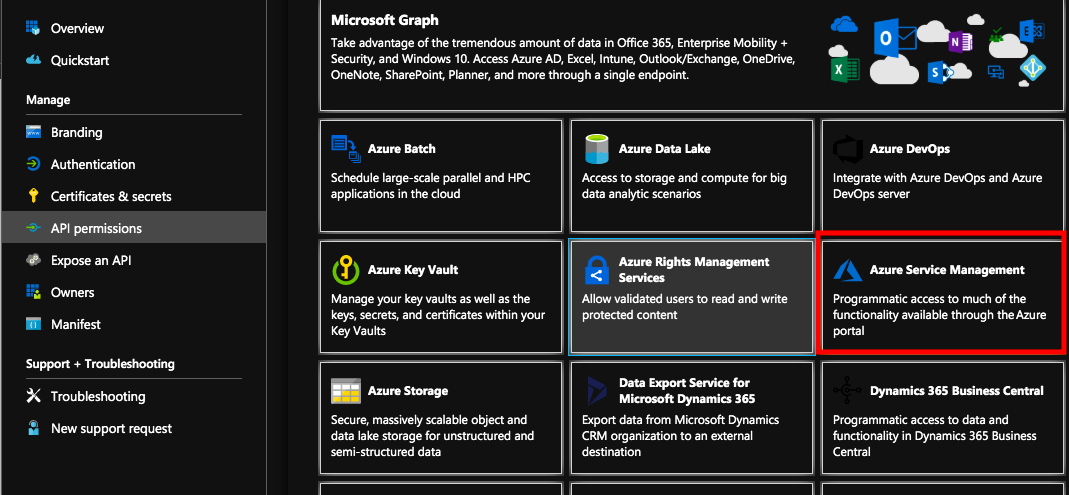 Overview
Quickstart
Manage
Branding
Authentication
Certificates & secrets
API permissions
Expose an API
Owners
Manifest
Support + Troubleshooting
Troubleshooting
New support request
Microsoft Graph
Take advantage of the tremendous amount of data in Office 365, Enterprise Mobility +
Security, and Windows 10. Access Azure AD, Excel, Intune, Outlook/Exchange, OneDrive,
OneNote, SharePoint, Planner, and more through a single endpoint.
Azure Batch
Schedule large-scale parallel and HPC
applications in the cloud
Azure Data Lake
Access to storage and compute for big
data analytic scenarios
Azure DevOps
Integrate with Azure DevOps and Azure
DevOps server
Azure Key Vault
Manage your key vaults as well as the
keys, secrets, and certificates within your
Key Vaults
Azure Rights Management
Services
Allow validated users to read and write
protected content
Azure Service Management
Programmatic access to much of the
functionality available through the Azure
portal
Azure Storage
Secure, massively scalable object and
data lake storage for unstructured and
semi-structured data
Data Export Service for
Microsoft Dynamics 365
Export data from Microsoft Dynamics
CRM organization to an external
destination
Dynamics 365 Business Central
Programmatic access to data and
functionality in Dynamics 365 Business
Central